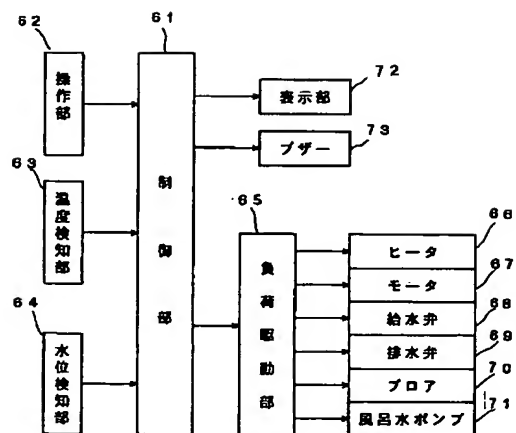 62
操作部
63
温度検知部
64
水位検知部
61
制御部
72
表示部
73
ブザー
65
負荷駆動部
66
ヒータ
67
モータ
68
給水弁
69
排水弁
70
ブロア
71
風呂水ポンプ